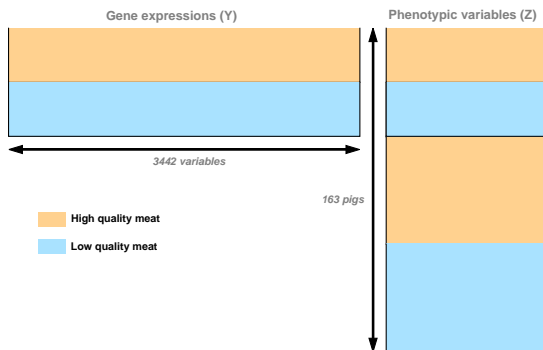 Gene expressions (Y)
Phenotypic variables (Z)
3442 variables
163 pigs
High quality meat
Low quality meat